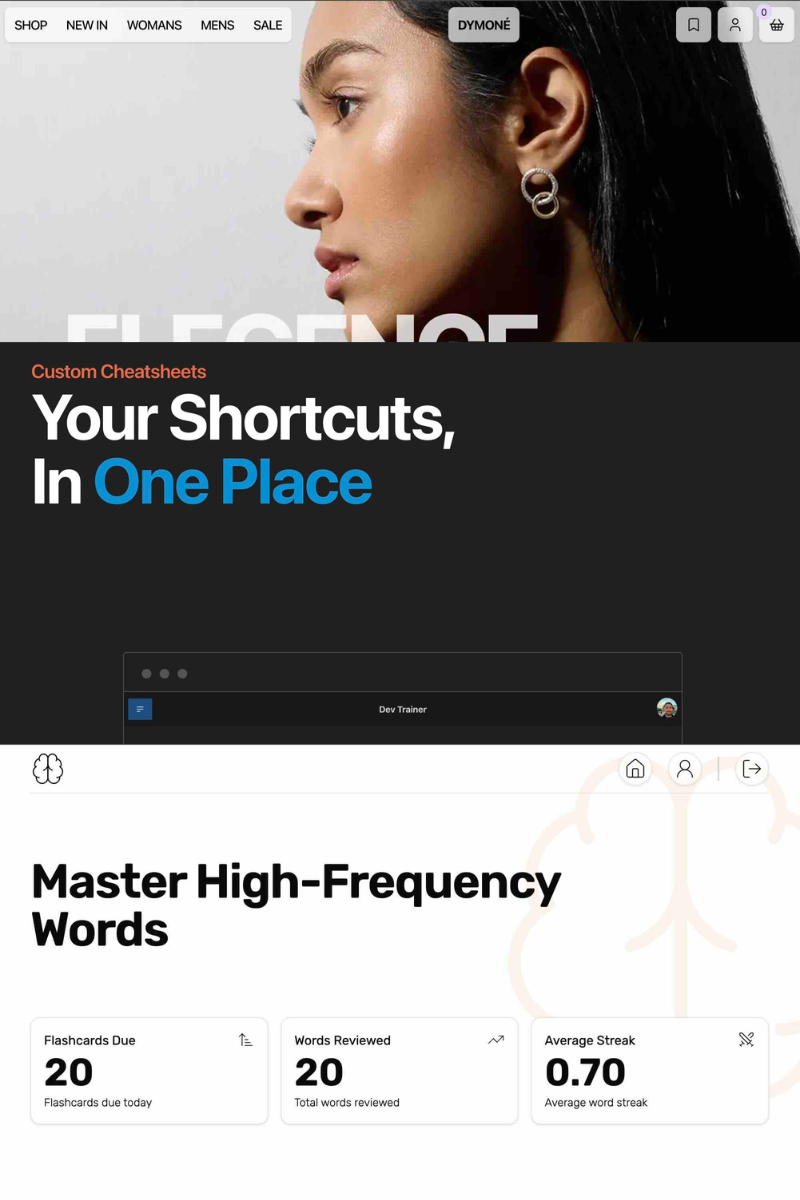 SHOP NEW IN WOMANS MENS SALE DYMONÉ 0
ELEGENCE
Custom Cheatsheets
Your Shortcuts,
In One Place
Dev Trainer
Master High-Frequency
Words
Flashcards Due
20
Flashcards due today
Words Reviewed
20
Total words reviewed
Average Streak
0.70
Average word streak